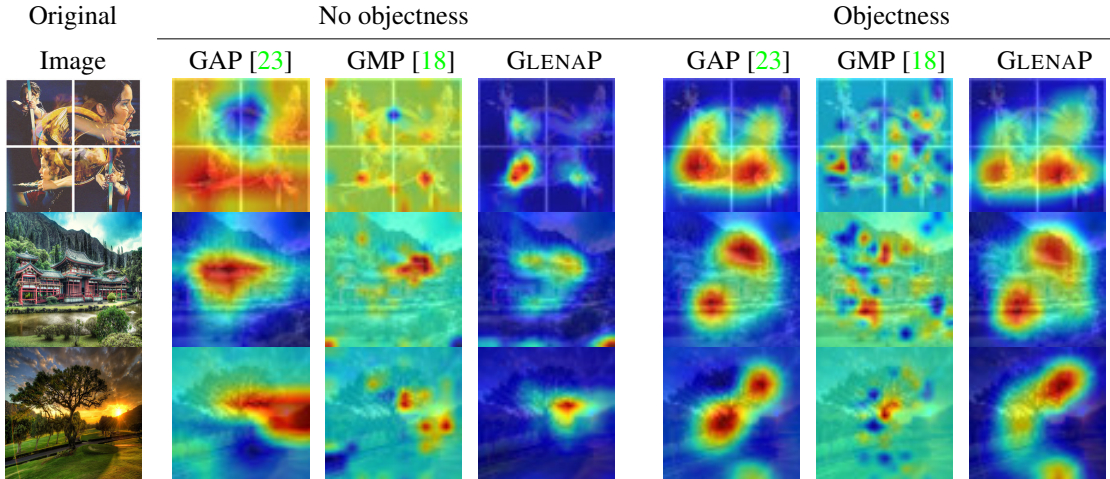 Original No objectness Objectness
Image GAP [23] GMP [18] GLENAP GAP [23] GMP [18] GLENAP